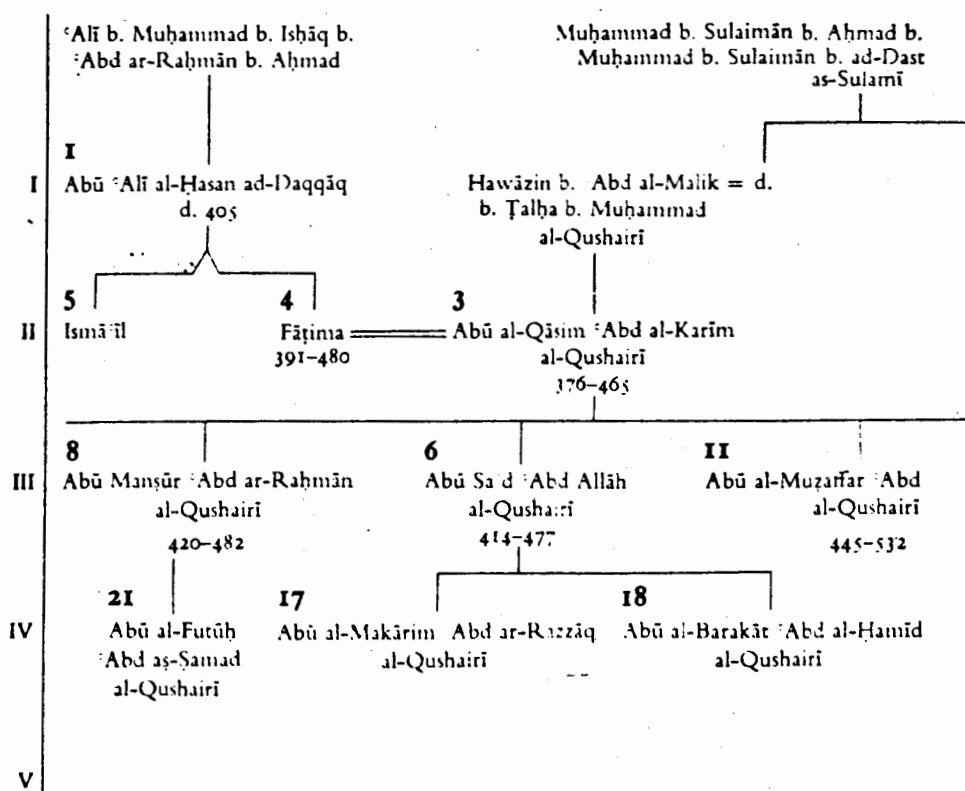 ʿAlī b. Muḥammad b. Isḥāq b.
ʿAbd ar-Raḥmān b. Aḥmad
Muḥammad b. Sulaimān b. Aḥmad b.
Muḥammad b. Sulaimān b. ad-Dast
as-Sulamī
I
1
Abū ʿAlī al-Ḥasan ad-Daqqāq
d. 405
Hawāzin b. Abd al-Malik = d.
b. Ṭalḥa b. Muḥammad
al-Qushairī
II
5
Ismāʿīl
4
Fāṭima
391–480
3
Abū al-Qāsim ʿAbd al-Karīm
al-Qushairī
376–465
III
8
Abū Manṣūr ʿAbd ar-Raḥmān
al-Qushairī
420–482
6
Abū Saʿd ʿAbd Allāh
al-Qushairī
414–477
11
Abū al-Muẓaffar ʿAbd
al-Qushairī
445–532
IV
21
Abū al-Futūḥ
ʿAbd aṣ-Ṣamad
al-Qushairī
17
Abū al-Makārim Abd ar-Razzāq
al-Qushairī
18
Abū al-Barakāt ʿAbd al-Ḥamīd
al-Qushairī
V